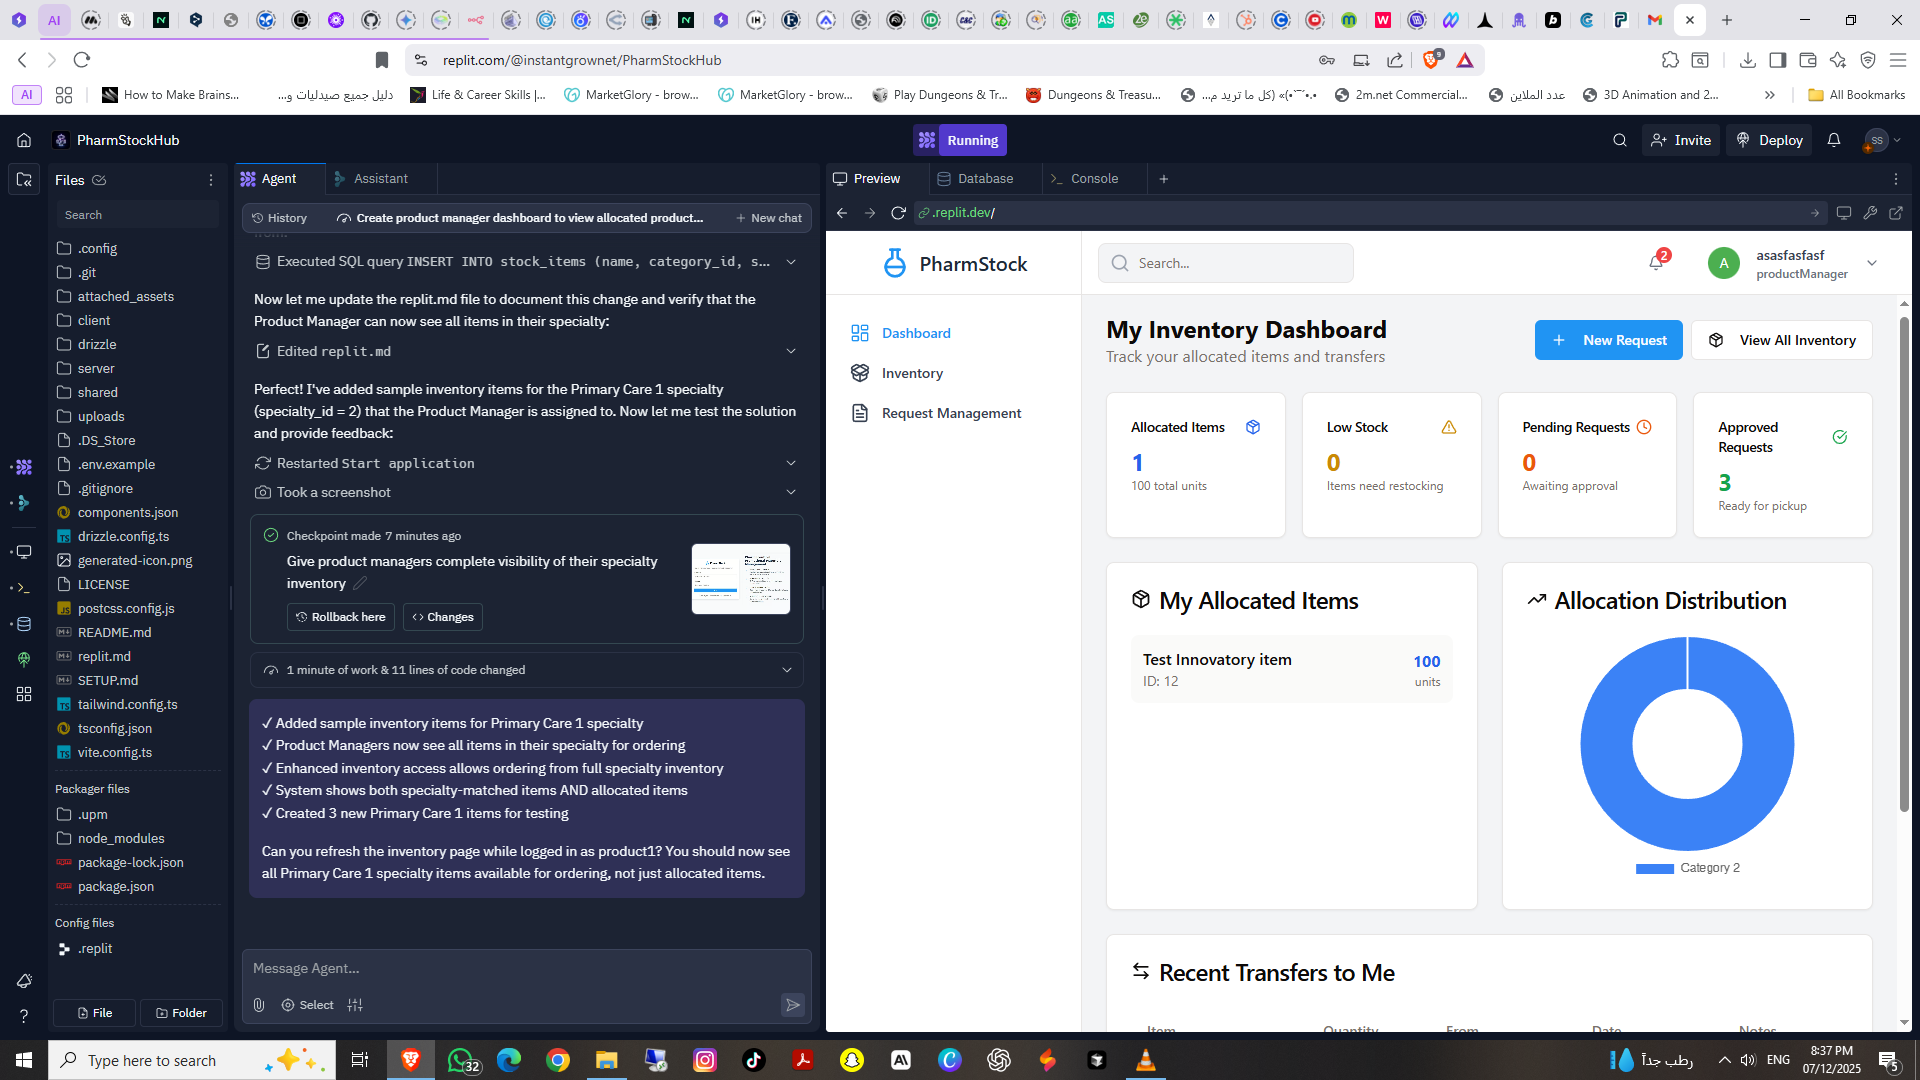 AI
replit.com/@instantgrownet/PharmStockHub
9
AI
How to Make Brains...
دليل جميع صيدليات و...
Life & Career Skills |...
MarketGlory - brow...
MarketGlory - brow...
Play Dungeons & Tr...
Dungeons & Treasu...
2m.net Commercial...
عدد الملاين
3D Animation and 2...
All Bookmarks
PharmStockHub
Running
Invite
Deploy
SS
Files
Search
.config
.git
attached_assets
client
drizzle
server
shared
uploads
.DS_Store
.env.example
.gitignore
components.json
drizzle.config.ts
generated-icon.png
LICENSE
postcss.config.js
README.md
replit.md
SETUP.md
tailwind.config.ts
tsconfig.json
vite.config.ts
Packager files
.upm
node_modules
package-lock.json
package.json
Config files
.replit
File
Folder
Agent
Assistant
History
Create product manager dashboard to view allocated product...
New chat
Executed SQL query INSERT INTO stock_items (name, category_id, s...
Now let me update the replit.md file to document this change and verify that the
Product Manager can now see all items in their specialty:
Edited replit.md
Perfect! I've added sample inventory items for the Primary Care 1 specialty
(specialty_id = 2) that the Product Manager is assigned to. Now let me test the solution
and provide feedback:
Restarted Start application
Took a screenshot
Checkpoint made 7 minutes ago
Give product managers complete visibility of their specialty
inventory
Rollback here
Changes
1 minute of work & 11 lines of code changed
✓ Added sample inventory items for Primary Care 1 specialty
✓ Product Managers now see all items in their specialty for ordering
✓ Enhanced inventory access allows ordering from full specialty inventory
✓ System shows both specialty-matched items AND allocated items
✓ Created 3 new Primary Care 1 items for testing
Can you refresh the inventory page while logged in as product1? You should now see
all Primary Care 1 specialty items available for ordering, not just allocated items.
Message Agent...
Select
Preview
Database
Console
.replit.dev/
PharmStock
Search...
2
A
asasfasfasf
productManager
Dashboard
Inventory
Request Management
My Inventory Dashboard
Track your allocated items and transfers
New Request
View All Inventory
Allocated Items
1
100 total units
Low Stock
0
Items need restocking
Pending Requests
0
Awaiting approval
Approved
Requests
3
Ready for pickup
My Allocated Items
Test Innovatory item
ID: 12
100
units
Allocation Distribution
Category 2
Recent Transfers to Me
Item
Quantity
From
Date
Notes
Type here to search
32
رطب جداً
ENG
8:37 PM
07/12/2025
5